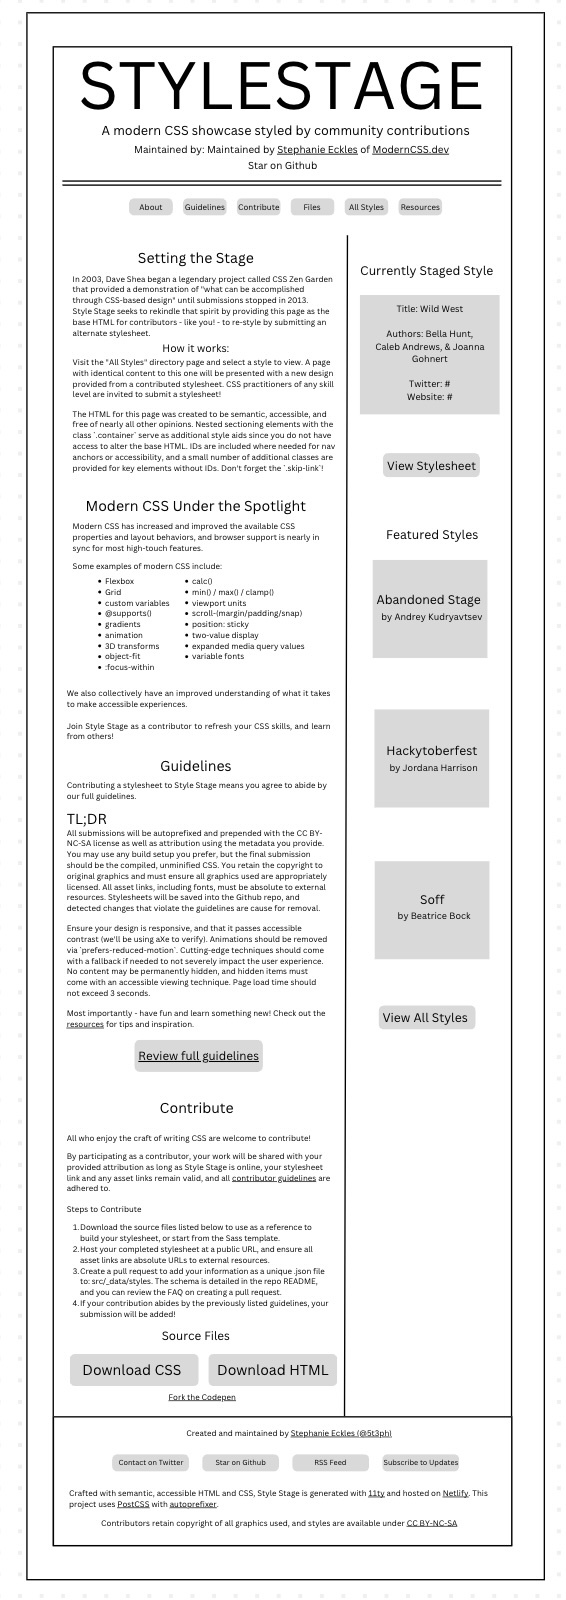 STYLESTAGE
A modern CSS showcase styled by community contributions
Maintained by: Maintained by Stephanie Eckles of ModernCSS.dev
Star on Github
About Guidelines Contribute Files All Styles Resources
Setting the Stage
In 2003, Dave Shea began a legendary project called CSS Zen Garden
that provided a demonstration of "what can be accomplished
through CSS-based design" until submissions stopped in 2013.
Style Stage seeks to rekindle that spirit by providing this page as the
base HTML for contributors - like you! - to re-style by submitting an
alternate stylesheet.
How it works:
Visit the "All Styles" directory page and select a style to view. A page
with identical content to this one will be presented with a new design
provided from a contributed stylesheet. CSS practitioners of any skill
level are invited to submit a stylesheet!
The HTML for this page was created to be semantic, accessible, and
free of nearly all other opinions. Nested sectioning elements with the
class `.container` serve as additional style aids since you do not have
access to alter the base HTML. IDs are included where needed for nav
anchors or accessibility, and a small number of additional classes are
provided for key elements without IDs. Don't forget the `.skip-link`!
Modern CSS Under the Spotlight
Modern CSS has increased and improved the available CSS
properties and layout behaviors, and browser support is nearly in
sync for most high-touch features.
Some examples of modern CSS include:
• Flexbox
• Grid
• custom variables
• @supports()
• gradients
• animation
• 3D transforms
• object-fit
• :focus-within
• calc()
• min() / max() / clamp()
• viewport units
• scroll-(margin/padding/snap)
• position: sticky
• two-value display
• expanded media query values
• variable fonts
We also collectively have an improved understanding of what it takes
to make accessible experiences.
Join Style Stage as a contributor to refresh your CSS skills, and learn
from others!
Guidelines
Contributing a stylesheet to Style Stage means you agree to abide by
our full guidelines.
TL;DR
All submissions will be autoprefixed and prepended with the CC BY-
NC-SA license as well as attribution using the metadata you provide.
You may use any build setup you prefer, but the final submission
should be the compiled, unminified CSS. You retain the copyright to
original graphics and must ensure all graphics used are appropriately
licensed. All asset links, including fonts, must be absolute to external
resources. Stylesheets will be saved into the Github repo, and
detected changes that violate the guidelines are cause for removal.
Ensure your design is responsive, and that it passes accessible
contrast (we'll be using aXe to verify). Animations should be removed
via `prefers-reduced-motion`. Cutting-edge techniques should come
with a fallback if needed to not severely impact the user experience.
No content may be permanently hidden, and hidden items must
come with an accessible viewing technique. Page load time should
not exceed 3 seconds.
Most importantly - have fun and learn something new! Check out the
resources for tips and inspiration.
Review full guidelines
Contribute
All who enjoy the craft of writing CSS are welcome to contribute!
By participating as a contributor, your work will be shared with your
provided attribution as long as Style Stage is online, your stylesheet
link and any asset links remain valid, and all contributor guidelines are
adhered to.
Steps to Contribute
1. Download the source files listed below to use as a reference to
build your stylesheet, or start from the Sass template.
2. Host your completed stylesheet at a public URL, and ensure all
asset links are absolute URLs to external resources.
3. Create a pull request to add your information as a unique .json file
to: src/_data/styles. The schema is detailed in the repo README,
and you can review the FAQ on creating a pull request.
4. If your contribution abides by the previously listed guidelines, your
submission will be added!
Source Files
Download CSS Download HTML
Fork the Codepen
Currently Staged Style
Title: Wild West
Authors: Bella Hunt,
Caleb Andrews, & Joanna
Gohnert
Twitter: #
Website: #
View Stylesheet
Featured Styles
Abandoned Stage
by Andrey Kudryavtsev
Hackytoberfest
by Jordana Harrison
Soff
by Beatrice Bock
View All Styles
Created and maintained by Stephanie Eckles (@5t3ph)
Contact on Twitter Star on Github RSS Feed Subscribe to Updates
Crafted with semantic, accessible HTML and CSS, Style Stage is generated with 11ty and hosted on Netlify. This
project uses PostCSS with autoprefixer.
Contributors retain copyright of all graphics used, and styles are available under CC BY-NC-SA